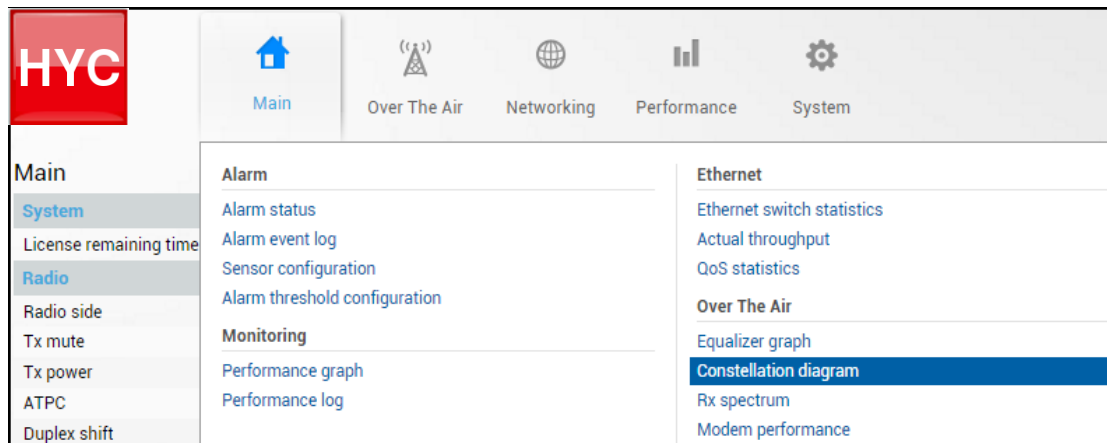 HYC
Main
Over The Air
Networking
Performance
System
Main
System
License remaining time
Radio
Radio side
Tx mute
Tx power
ATPC
Duplex shift
Alarm
Alarm status
Alarm event log
Sensor configuration
Alarm threshold configuration
Monitoring
Performance graph
Performance log
Ethernet
Ethernet switch statistics
Actual throughput
QoS statistics
Over The Air
Equalizer graph
Constellation diagram
Rx spectrum
Modem performance